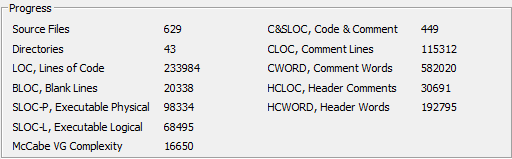 Progress
Source Files 629 C&SLOC, Code & Comment 449
Directories 43 CLOC, Comment Lines 115312
LOC, Lines of Code 233984 CWORD, Comment Words 582020
BLOC, Blank Lines 20338 HCLOC, Header Comments 30691
SLOC-P, Executable Physical 98334 HCWORD, Header Words 192795
SLOC-L, Executable Logical 68495
McCabe VG Complexity 16650